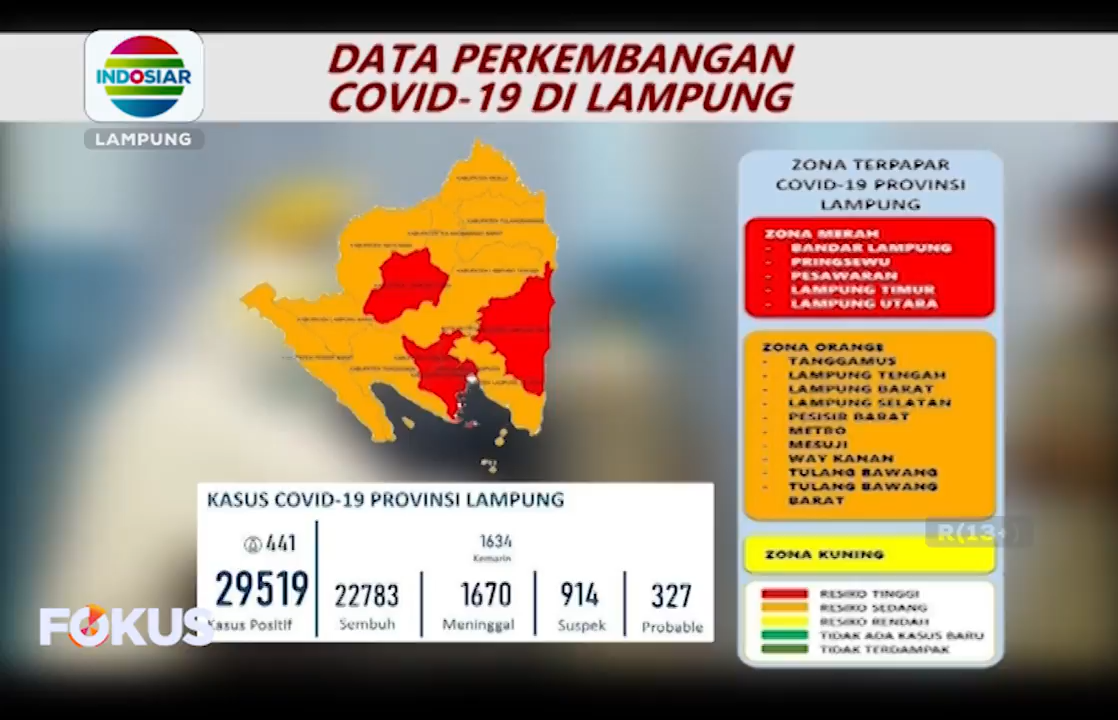 DATA PERKEMBANGAN
COVID-19 DI LAMPUNG
INDOSIAR
LAMPUNG
ZONA TERPAPAR
COVID-19 PROVINSI
LAMPUNG
ZONA MERAH
- BANDAR LAMPUNG
- PRINGSEWU
- PESAWARAN
- LAMPUNG TIMUR
- LAMPUNG UTARA
ZONA ORANGE
- TANGGAMUS
- LAMPUNG TENGAH
- LAMPUNG BARAT
- LAMPUNG SELATAN
- PESISIR BARAT
- METRO
- MESUJI
- WAY KANAN
- TULANG BAWANG
- TULANG BAWANG
BARAT
R(13+)
ZONA KUNING
RESIKO TINGGI
RESIKO SEDANG
RESIKO RENDAH
TIDAK ADA KASUS BARU
TIDAK TERDAMPAK
KASUS COVID-19 PROVINSI LAMPUNG
441
29519
Kasus Positif
22783
Sembuh
1634
Kemarin
1670
Meninggal
914
Suspek
327
Probable
FOKUS